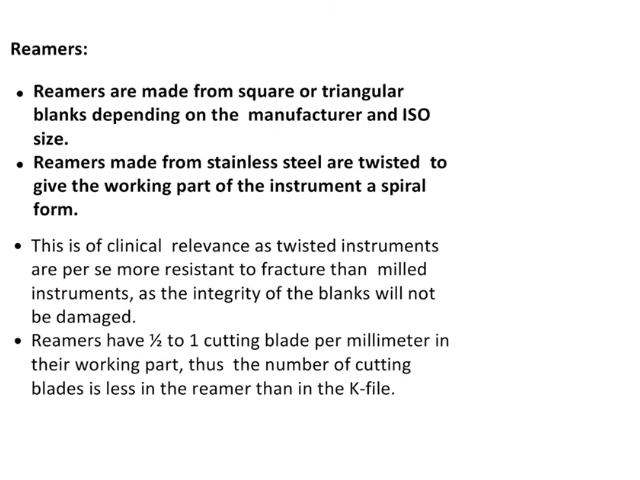 Reamers:
• Reamers are made from square or triangular
blanks depending on the manufacturer and ISO
size.
• Reamers made from stainless steel are twisted to
give the working part of the instrument a spiral
form.
• This is of clinical relevance as twisted instruments
are per se more resistant to fracture than milled
instruments, as the integrity of the blanks will not
be damaged.
• Reamers have ½ to 1 cutting blade per millimeter in
their working part, thus the number of cutting
blades is less in the reamer than in the K-file.